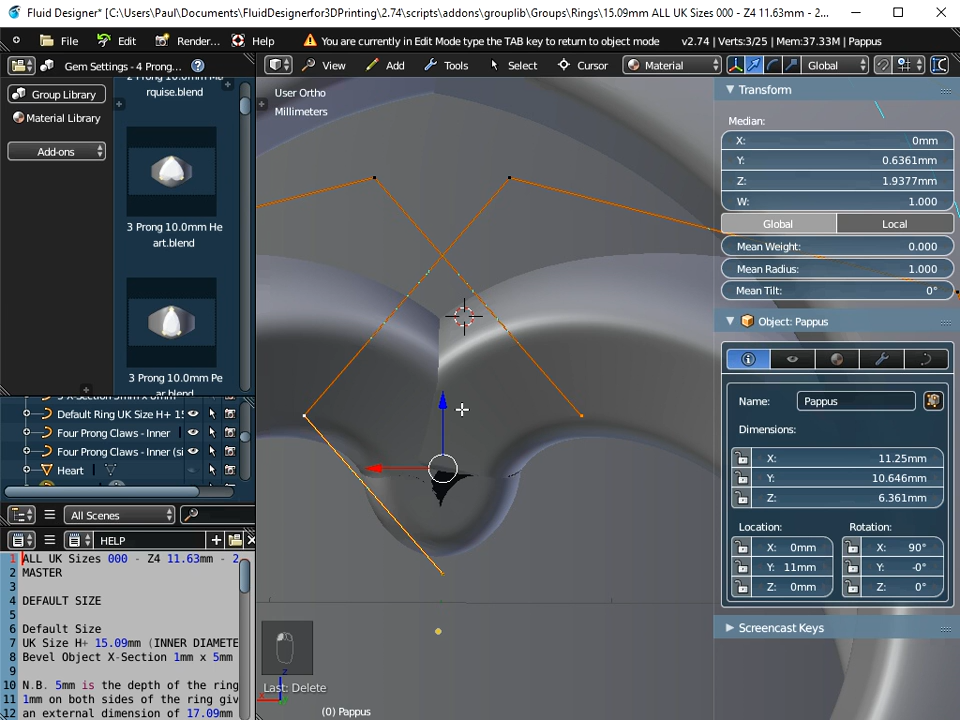 Fluid Designer* [C:\Users\Paul\Documents\FluidDesignerfor3DPrinting\2.74\scripts\addons\grouplib\Groups\Rings\15.09mm ALL UK Sizes 000 - Z4 11.63mm - 2...
File Edit Render... Help You are currently in Edit Mode type the TAB key to return to object mode v2.74 | Verts:3/25 | Mem:37.33M | Pappus
Gem Settings - 4 Prong...
View Add Tools Select Cursor Material Global
Group Library
Material Library
Add-ons
rquise.blend
3 Prong 10.0mm He
art.blend
3 Prong 10.0mm Pe
Default Ring UK Size H+ 1
Four Prong Claws - Inner
Four Prong Claws - Inner (si
Heart
All Scenes
HELP
1 ALL UK Sizes 000 - Z4 11.63mm - 2
2 MASTER
3
4 DEFAULT SIZE
5
6 Default Size
7 UK Size H+ 15.09mm (INNER DIAMETE
8 Bevel Object X-Section 1mm x 5mm
9
10 N.B. 5mm is the depth of the ring
11 1mm on both sides of the ring giv
12 an external dimension of 17.09mm
User Ortho
Millimeters
Last: Delete
(0) Pappus
Transform
Median:
X: 0mm
Y: 0.6361mm
Z: 1.9377mm
W: 1.000
Global Local
Mean Weight: 0.000
Mean Radius: 1.000
Mean Tilt: 0°
Object: Pappus
Name: Pappus
Dimensions:
X: 11.25mm
Y: 10.646mm
Z: 6.361mm
Location: Rotation:
X: 0mm X: 90°
Y: 11mm Y: -0°
Z: 0mm Z: 0°
Screencast Keys